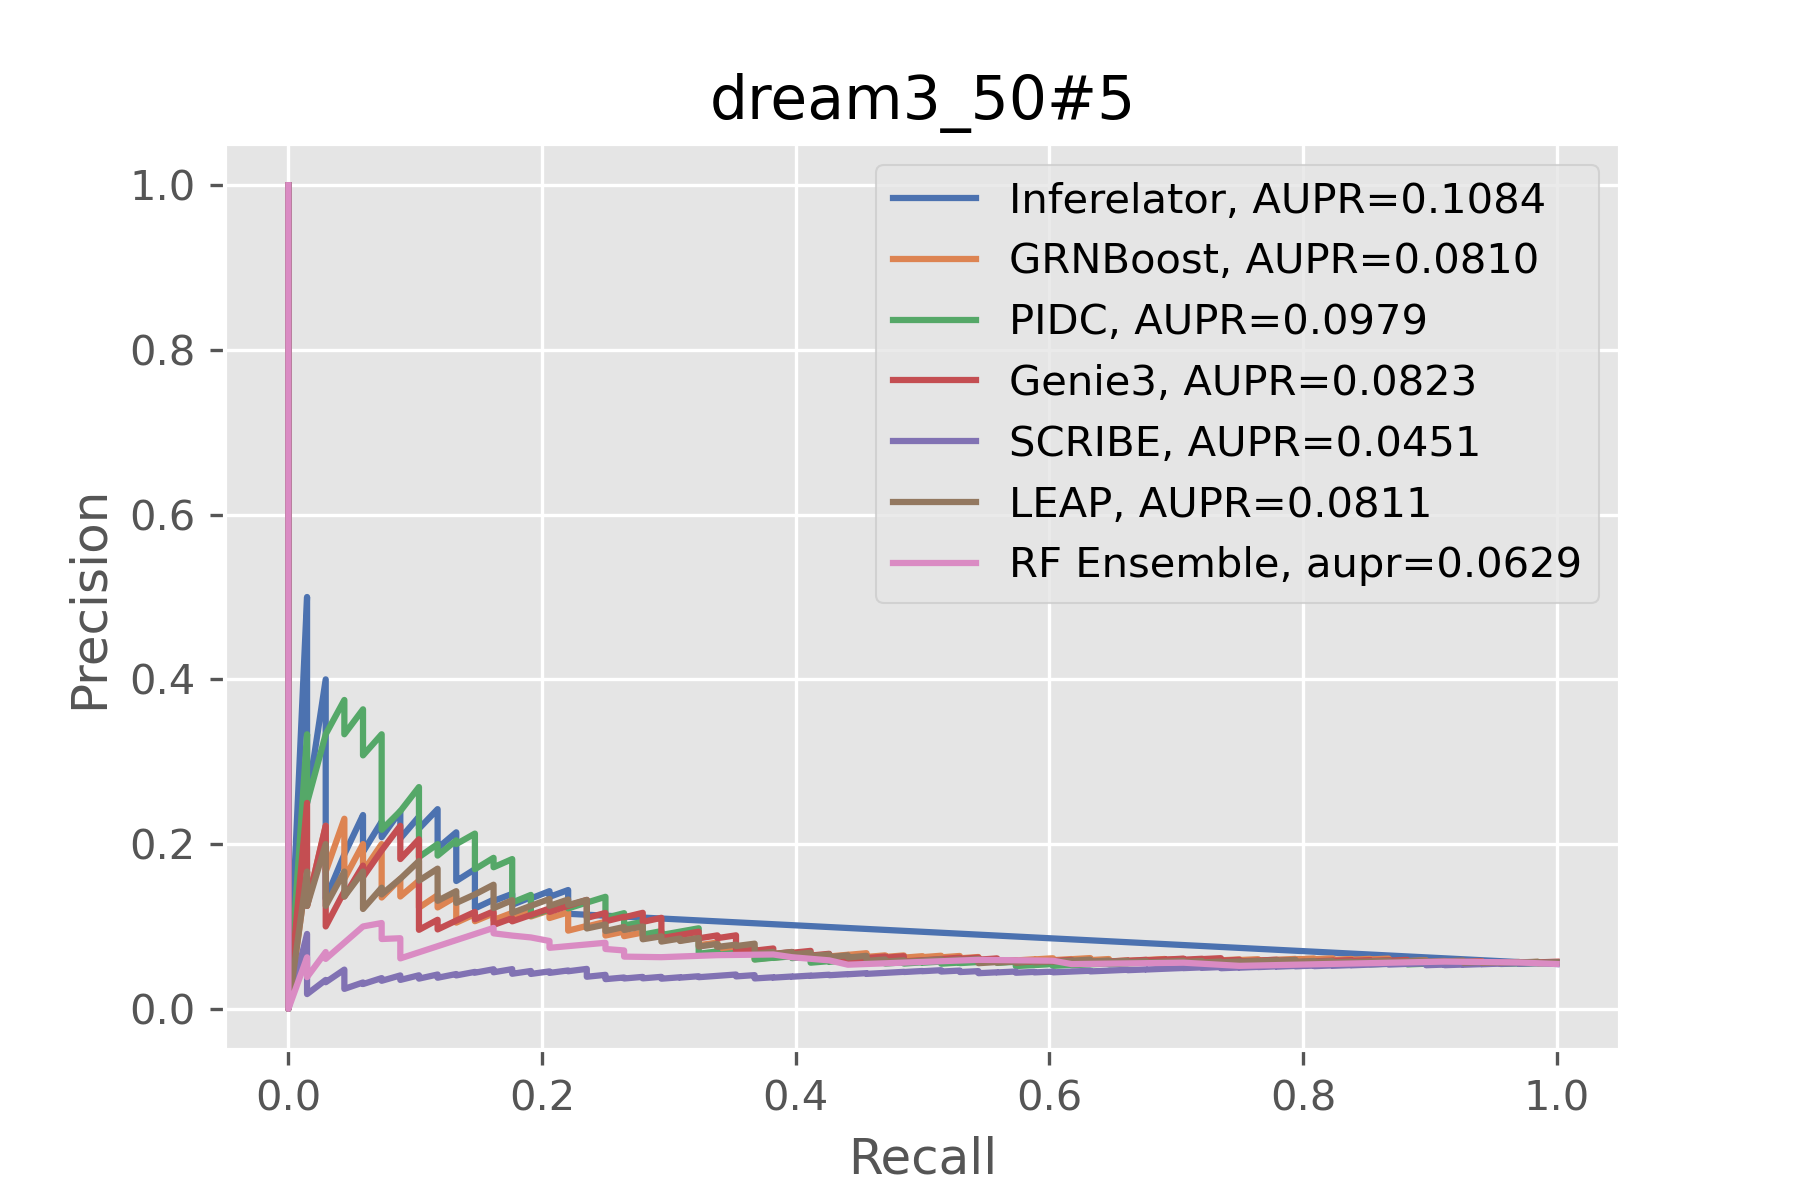 dream3_50#5
1.0
0.8
0.6
0.4
0.2
0.0
Precision
Inferelator, AUPR=0.1084
GRNBoost, AUPR=0.0810
PIDC, AUPR=0.0979
Genie3, AUPR=0.0823
SCRIBE, AUPR=0.0451
LEAP, AUPR=0.0811
RF Ensemble, aupr=0.0629
0.0 0.2 0.4 0.6 0.8 1.0
Recall